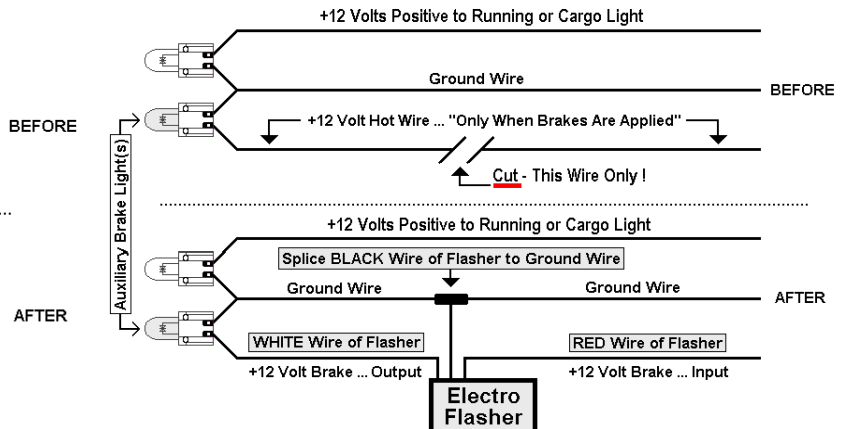 +12 Volts Positive to Running or Cargo Light
Ground Wire
BEFORE
BEFORE
+12 Volt Hot Wire ... "Only When Brakes Are Applied"
Cut - This Wire Only !
Auxiliary Brake Light(s)
...
+12 Volts Positive to Running or Cargo Light
Splice BLACK Wire of Flasher to Ground Wire
Ground Wire
Ground Wire
AFTER
AFTER
WHITE Wire of Flasher
RED Wire of Flasher
+12 Volt Brake ... Output
+12 Volt Brake ... Input
Electro
Flasher